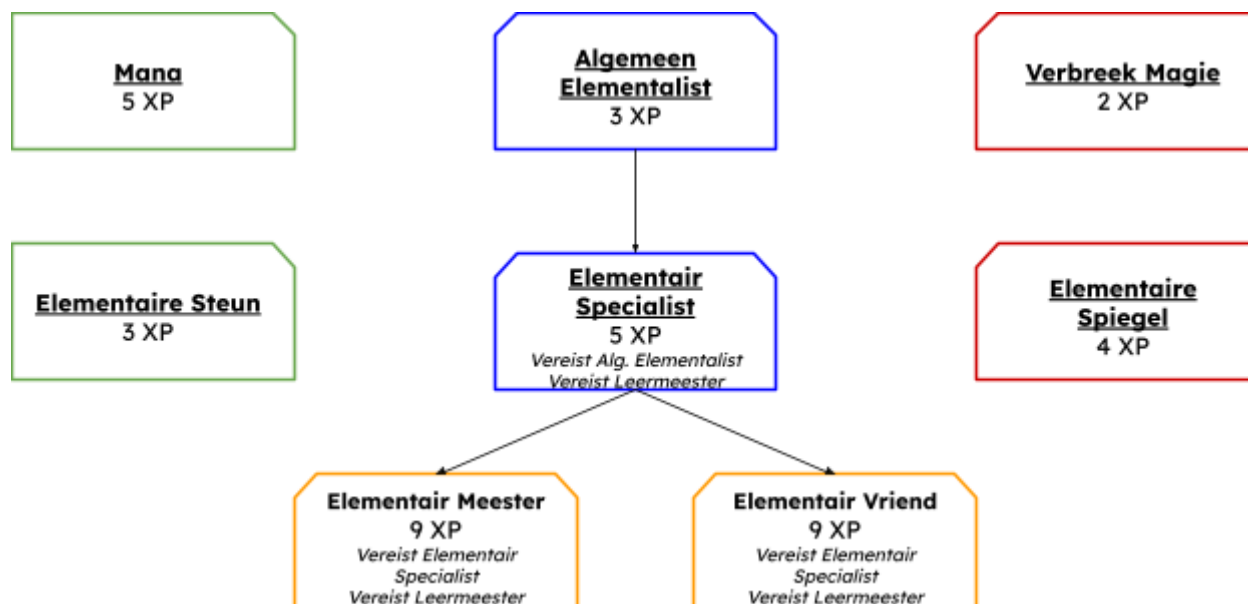 Mana
5 XP
Algemeen
Elementalist
3 XP
Verbreek Magie
2 XP
Elementaire Steun
3 XP
Elementair
Specialist
5 XP
Vereist Alg. Elementalist
Vereist Leermeester
Elementaire
Spiegel
4 XP
Elementair Meester
9 XP
Vereist Elementair
Specialist
Vereist Leermeester
Elementair Vriend
9 XP
Vereist Elementair
Specialist
Vereist Leermeester